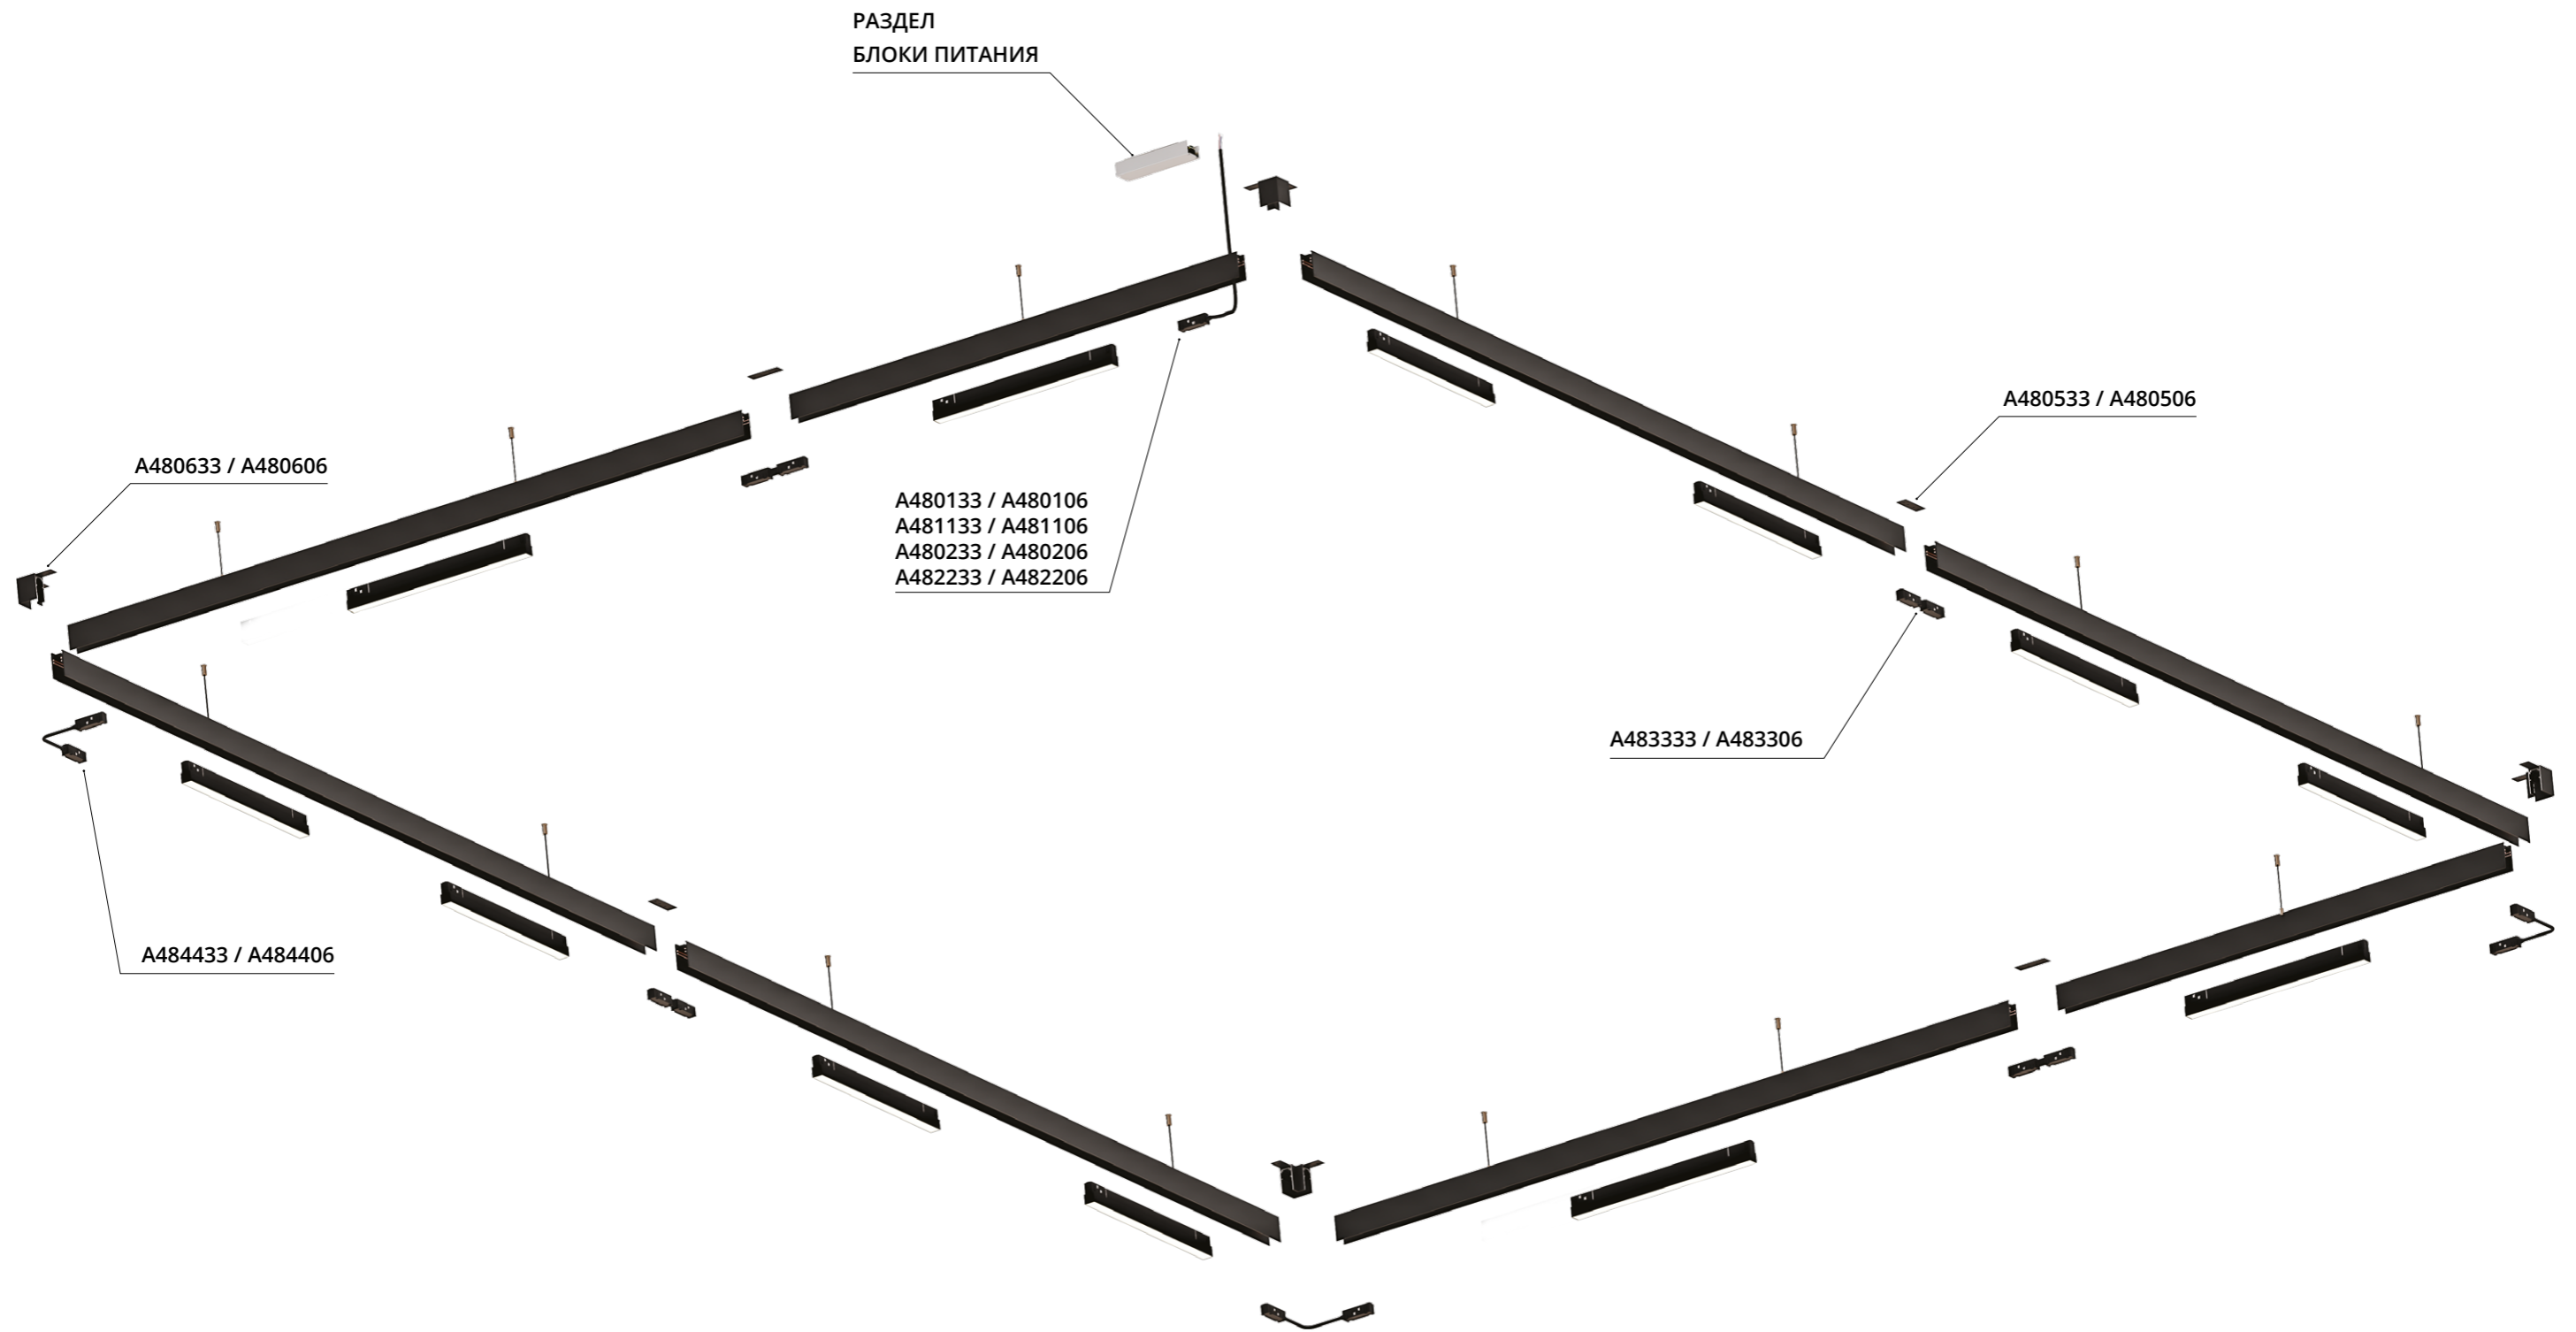 РАЗДЕЛ
БЛОКИ ПИТАНИЯ
A480533 / A480506
A480633 / A480606
A480133 / A480106
A481133 / A481106
A480233 / A480206
A482233 / A482206
A483333 / A483306
A484433 / A484406